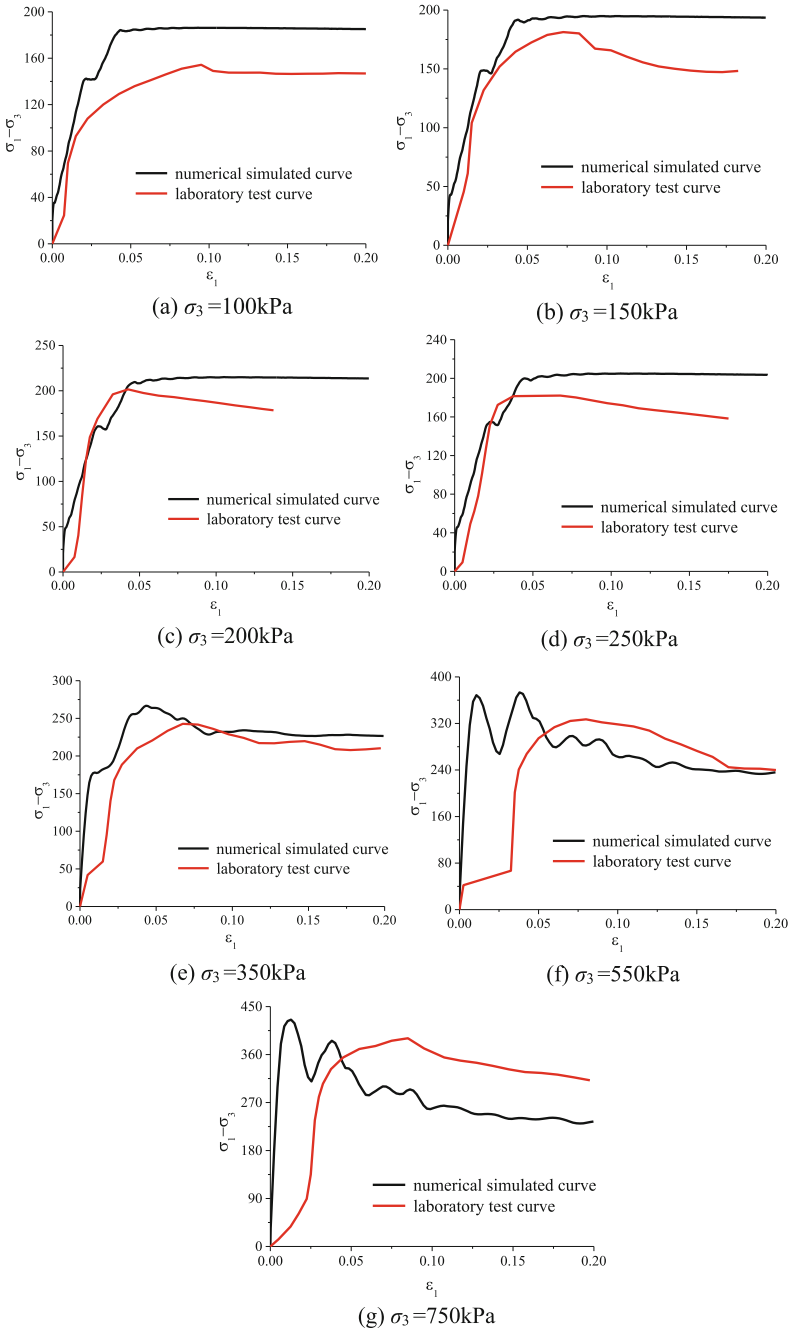 200
160
120
80
40
0
σ₁−σ₃
numerical simulated curve
laboratory test curve
0.00 0.05 0.10 0.15 0.20
ε₁
(a) σ₃=100kPa
200
150
100
50
0
σ₁−σ₃
numerical simulated curve
laboratory test curve
0.00 0.05 0.10 0.15 0.20
ε₁
(b) σ₃=150kPa
250
200
150
100
50
0
σ₁−σ₃
numerical simulated curve
laboratory test curve
0.00 0.05 0.10 0.15 0.20
ε₁
(c) σ₃=200kPa
240
200
160
120
80
40
0
σ₁−σ₃
numerical simulated curve
laboratory test curve
0.00 0.05 0.10 0.15 0.20
ε₁
(d) σ₃=250kPa
300
250
200
150
100
50
0
σ₁−σ₃
numerical simulated curve
laboratory test curve
0.00 0.05 0.10 0.15 0.20
ε₁
(e) σ₃=350kPa
400
320
240
160
80
0
σ₁−σ₃
numerical simulated curve
laboratory test curve
0.00 0.05 0.10 0.15 0.20
ε₁
(f) σ₃=550kPa
450
360
270
180
90
0
σ₁−σ₃
numerical simulated curve
laboratory test curve
0.00 0.05 0.10 0.15 0.20
ε₁
(g) σ₃=750kPa